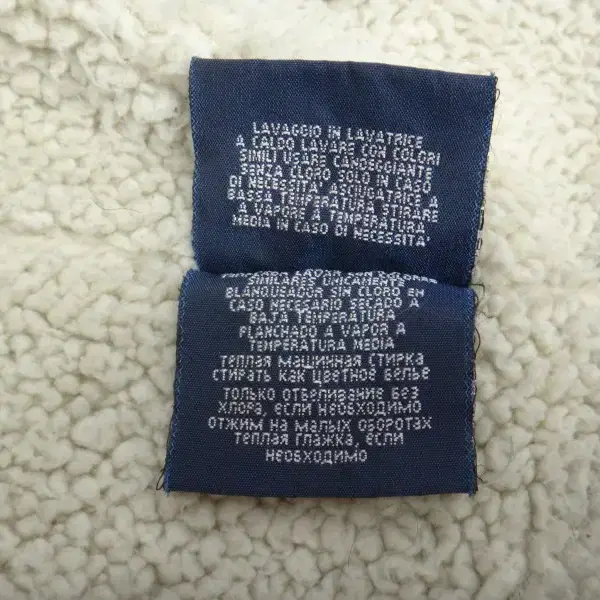 LAVAGGIO IN LAVATRICE
A CALDO LAVARE CON COLORI
SIMILI USARE CANDEGGIANTE
SENZA CLORO SOLO IN CASO
DI NECESSITA' ASCIUGATRICE A
BASSA TEMPERATURA STIRARE
A VAPORE A TEMPERATURA
MEDIA IN CASO DI NECESSITA'
SIMILARES UNICAMENTE
BLANQUEADOR SIN CLORO EN
CASO NECESARIO SECADO A
BAJA TEMPERATURA
PLANCHADO A VAPOR A
TEMPERATURA MEDIA
ТЕПЛАЯ МАШИННАЯ СТИРКА
СТИРАТЬ КАК ЦВЕТНОЕ БЕЛЬЕ
ТОЛЬКО ОТБЕЛИВАНИЕ БЕЗ
ХЛОРА, ЕСЛИ НЕОБХОДИМО
ОТЖИМ НА МАЛЫХ ОБОРОТАХ
ТЕПЛАЯ ГЛАЖКА, ЕСЛИ
НЕОБХОДИМО